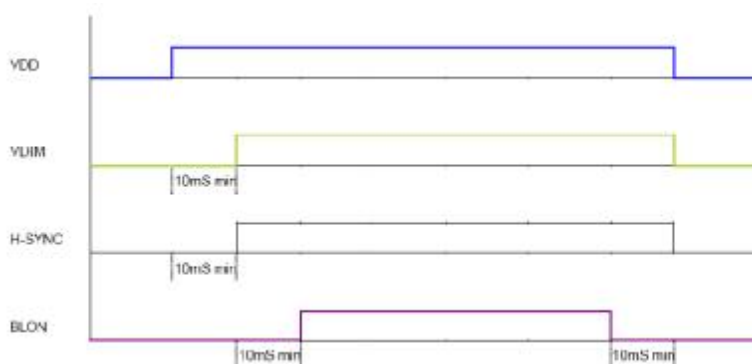 VDD
VDIM
10mS min
H-SYNC
10mS min
BLON
10mS min 10mS min